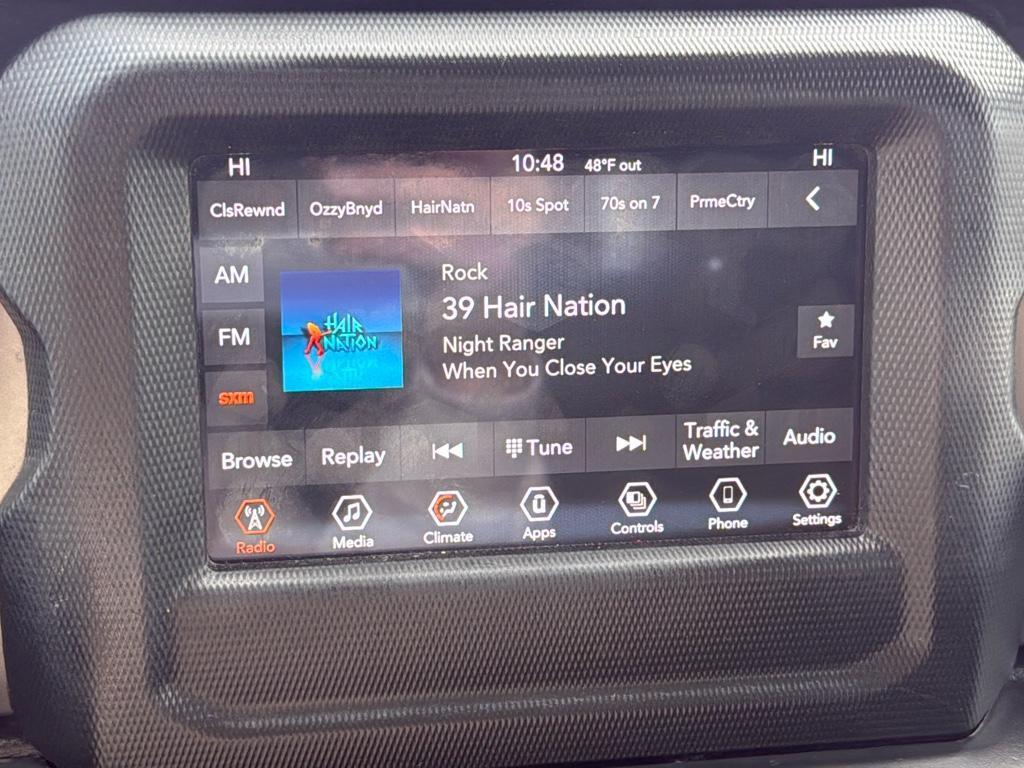 HI 10:48 48°F out HI
ClsRewnd OzzyBnyd HairNatn 10s Spot 70s on 7 PrmeCtry
AM
FM
sxm
HAIR
NATION
Rock
39 Hair Nation
Night Ranger
When You Close Your Eyes
Fav
Browse Replay Tune Traffic & Audio
Weather
Radio Media Climate Apps Controls Phone Settings